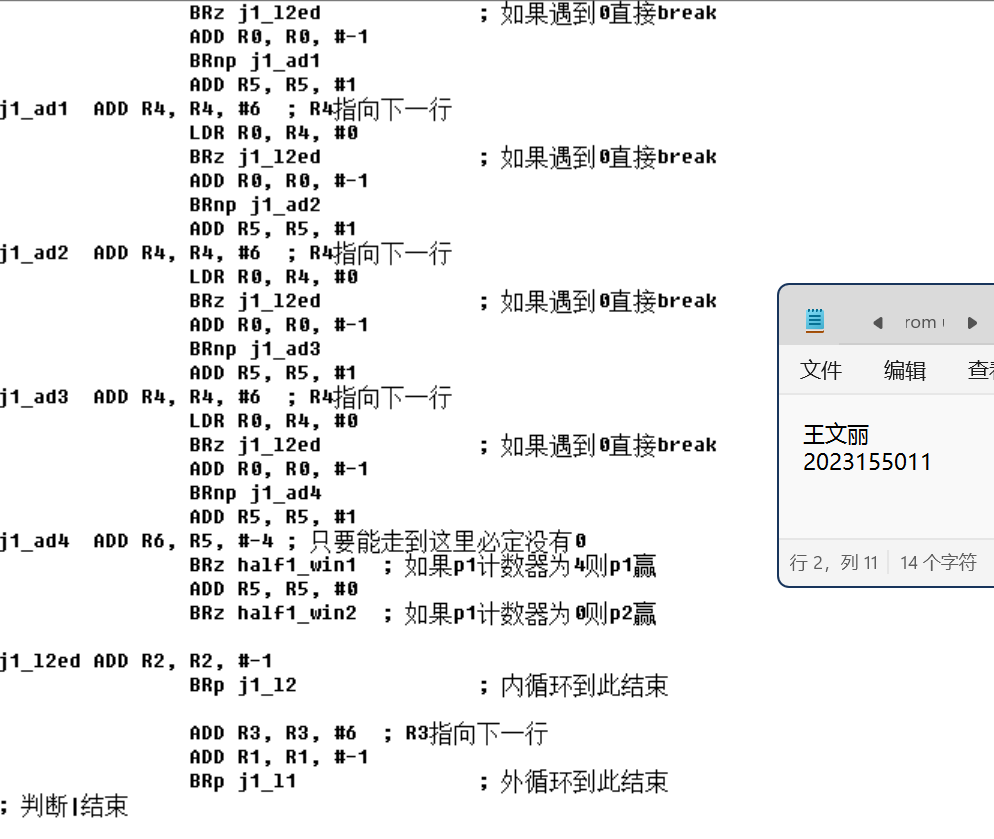 BRz j1_l2ed ; 如果遇到0直接break
ADD R0, R0, #-1
BRnp j1_ad1
ADD R5, R5, #1
j1_ad1 ADD R4, R4, #6 ; R4指向下一行
LDR R0, R4, #0
BRz j1_l2ed ; 如果遇到0直接break
ADD R0, R0, #-1
BRnp j1_ad2
ADD R5, R5, #1
j1_ad2 ADD R4, R4, #6 ; R4指向下一行
LDR R0, R4, #0
BRz j1_l2ed ; 如果遇到0直接break
ADD R0, R0, #-1
BRnp j1_ad3
ADD R5, R5, #1
j1_ad3 ADD R4, R4, #6 ; R4指向下一行
LDR R0, R4, #0
BRz j1_l2ed ; 如果遇到0直接break
ADD R0, R0, #-1
BRnp j1_ad4
ADD R5, R5, #1
j1_ad4 ADD R6, R5, #-4 ; 只要能走到这里必定没有0
BRz half1_win1 ; 如果p1计数器为4则p1赢
ADD R5, R5, #0
BRz half1_win2 ; 如果p1计数器为0则p2赢
j1_l2ed ADD R2, R2, #-1
BRp j1_l2 ; 内循环到此结束
ADD R3, R3, #6 ; R3指向下一行
ADD R1, R1, #-1
BRp j1_l1 ; 外循环到此结束
; 判断|结束
rom
文件 编辑 查看
王文丽
2023155011
行 2，列 11 14 个字符